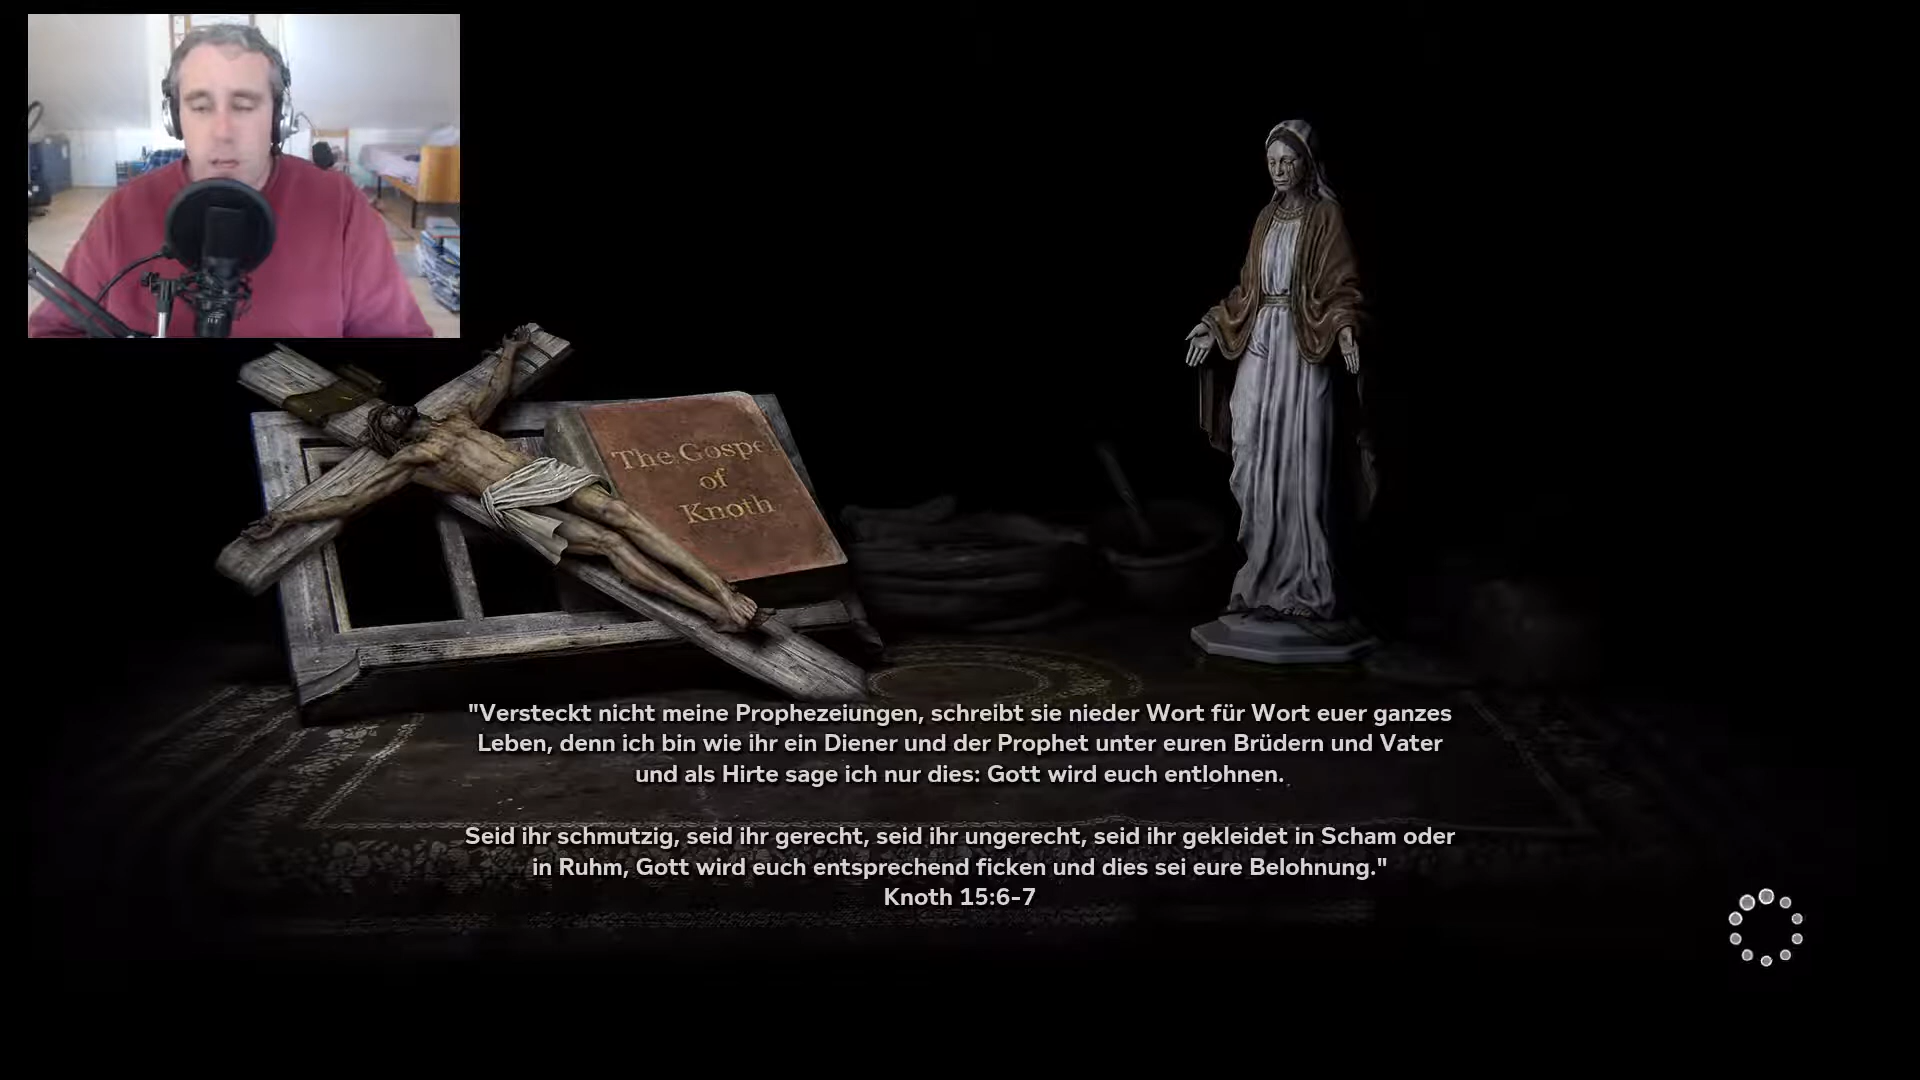 The Gospel
of
Knoth
"Versteckt nicht meine Prophezeiungen, schreibt sie nieder Wort für Wort euer ganzes
Leben, denn ich bin wie ihr ein Diener und der Prophet unter euren Brüdern und Vater
und als Hirte sage ich nur dies: Gott wird euch entlohnen.
Seid ihr schmutzig, seid ihr gerecht, seid ihr ungerecht, seid ihr gekleidet in Scham oder
in Ruhm, Gott wird euch entsprechend ficken und dies sei eure Belohnung."
Knoth 15:6-7